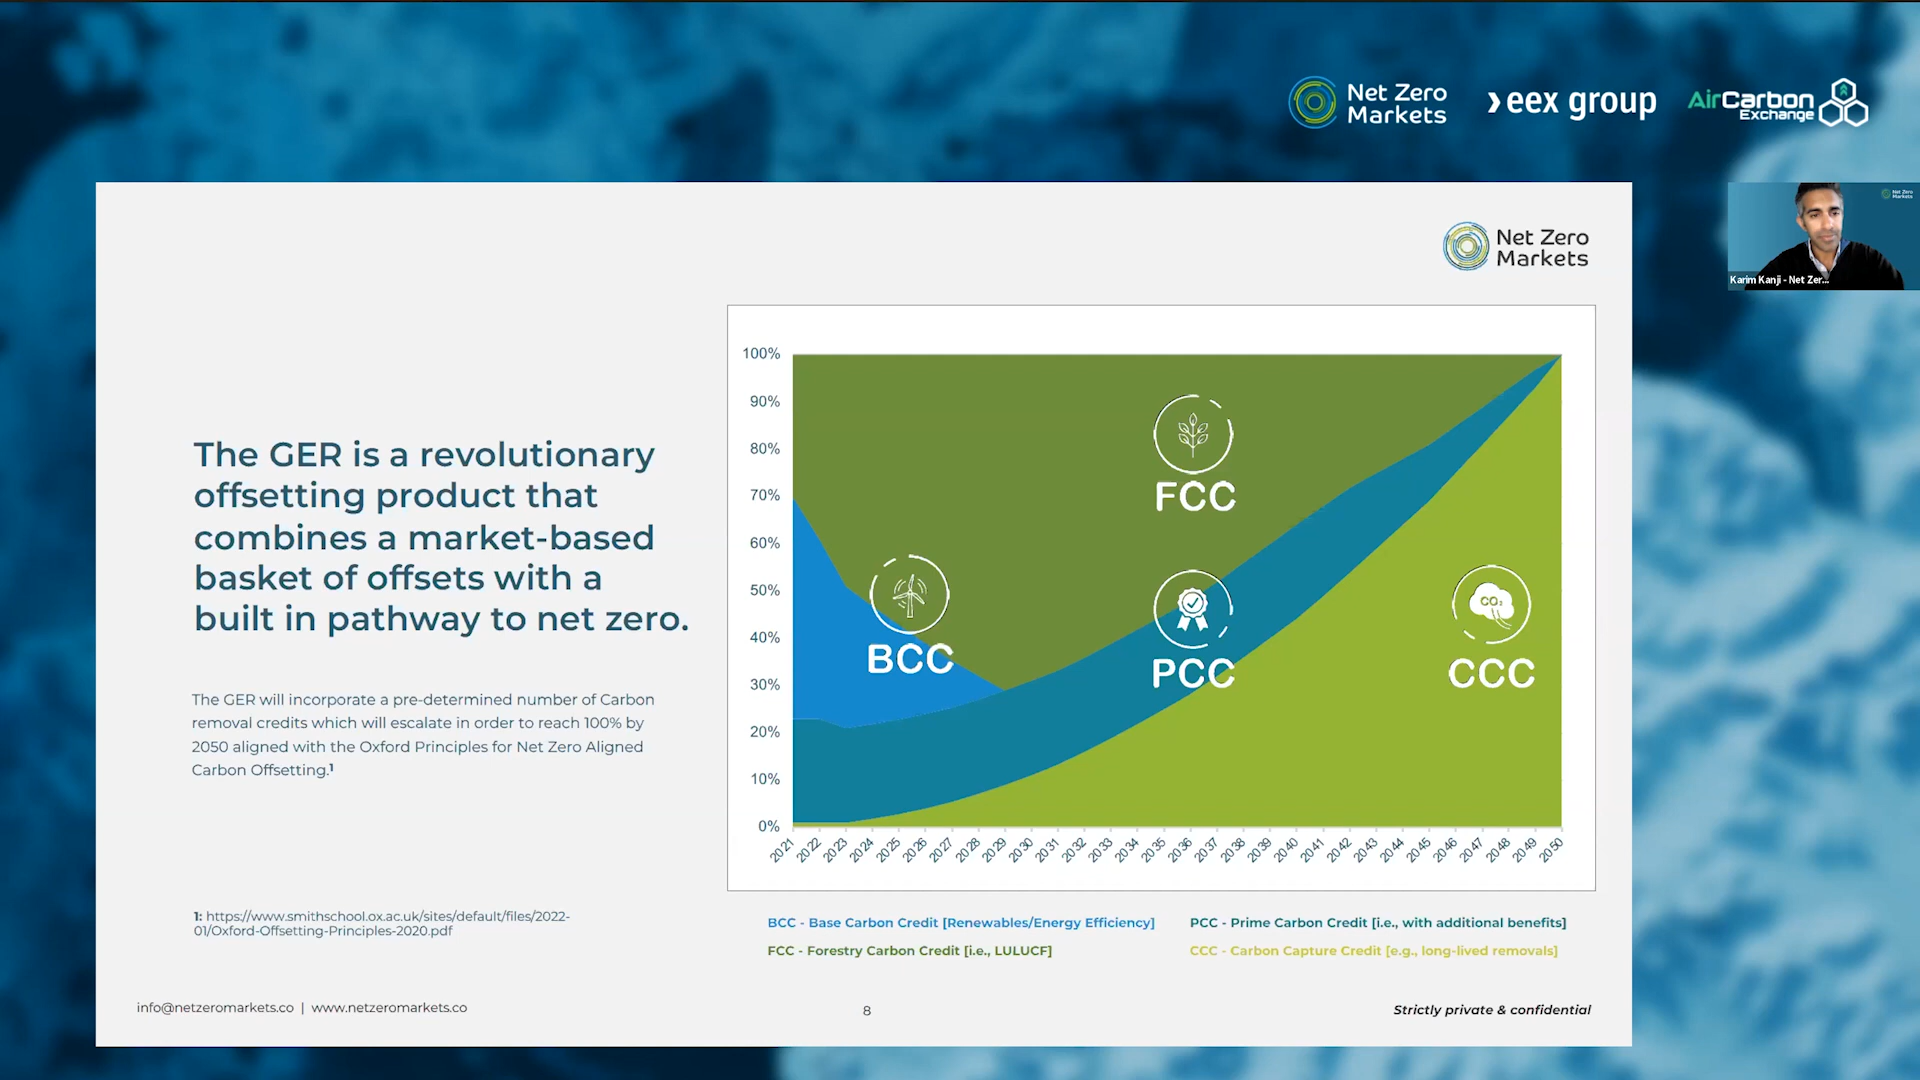 Net Zero
Markets
eex group
AirCarbon
Exchange
Net Zero
Markets
Karim Kanji - Net Zer...
Net Zero
Markets
The GER is a revolutionary
offsetting product that
combines a market-based
basket of offsets with a
built in pathway to net zero.
The GER will incorporate a pre-determined number of Carbon
removal credits which will escalate in order to reach 100% by
2050 aligned with the Oxford Principles for Net Zero Aligned
Carbon Offsetting.1
1: https://www.smithschool.ox.ac.uk/sites/default/files/2022-
01/Oxford-Offsetting-Principles-2020.pdf
100%
90%
80%
70%
60%
50%
40%
30%
20%
10%
0%
FCC
BCC
PCC
CO2
CCC
2021
2022
2023
2024
2025
2026
2027
2028
2029
2030
2031
2032
2033
2034
2035
2036
2037
2038
2039
2040
2041
2042
2043
2044
2045
2046
2047
2048
2049
2050
BCC - Base Carbon Credit [Renewables/Energy Efficiency]
PCC - Prime Carbon Credit [i.e., with additional benefits]
FCC - Forestry Carbon Credit [i.e., LULUCF]
CCC - Carbon Capture Credit [e.g., long-lived removals]
info@netzeromarkets.co | www.netzeromarkets.co
8
Strictly private & confidential